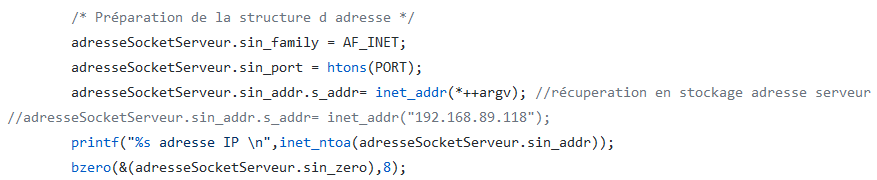 /* Préparation de la structure d adresse */
adresseSocketServeur.sin_family = AF_INET;
adresseSocketServeur.sin_port = htons(PORT);
adresseSocketServeur.sin_addr.s_addr= inet_addr(*++argv); //récuperation en stockage adresse serveur
//adresseSocketServeur.sin_addr.s_addr= inet_addr("192.168.89.118");
printf("%s adresse IP \n",inet_ntoa(adresseSocketServeur.sin_addr));
bzero(&(adresseSocketServeur.sin_zero),8);